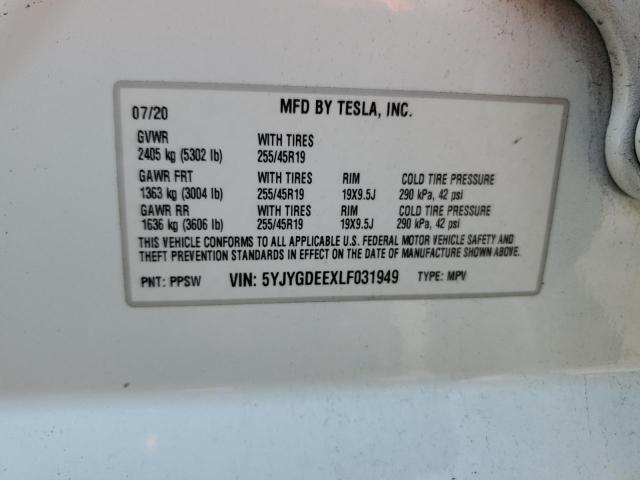 07/20 MFD BY TESLA, INC.
GVWR WITH TIRES
2405 kg (5302 lb) 255/45R19
GAWR FRT WITH TIRES RIM COLD TIRE PRESSURE
1363 kg (3004 lb) 255/45R19 19X9.5J 290 kPa, 42 psi
GAWR RR WITH TIRES RIM COLD TIRE PRESSURE
1636 kg (3606 lb) 255/45R19 19X9.5J 290 kPa, 42 psi
THIS VEHICLE CONFORMS TO ALL APPLICABLE U.S. FEDERAL MOTOR VEHICLE SAFETY AND
THEFT PREVENTION STANDARDS IN EFFECT ON THE DATE OF MANUFACTURE SHOWN ABOVE.
PNT: PPSW VIN: 5YJYGDEEXLF031949 TYPE: MPV